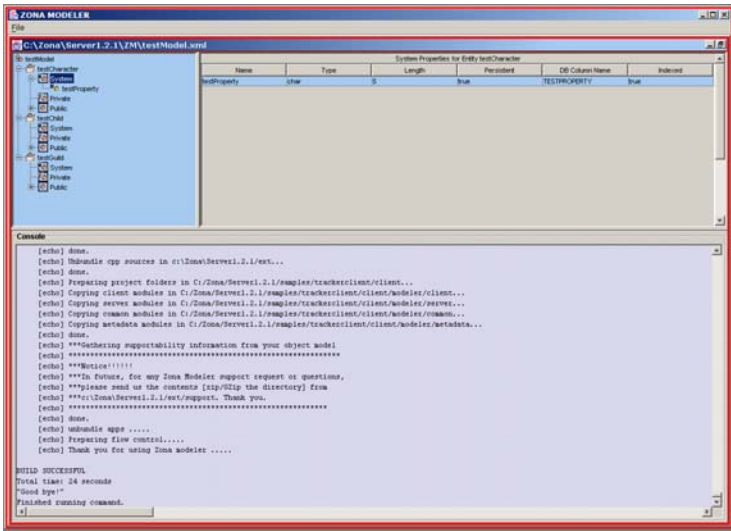 ZONA MODELER
File
C:\Zona\Server1.2.1\ZM\testModel.xml
testModel
testCharacter
System
testProperty
Private
Public
testChild
System
Private
Public
testGuild
System
Private
Public
System Properties for Entity testCharacter
Name Type Length Persistent DB Column Name Indexed
testProperty char 5 true TESTPROPERTY true
Console
[echo] done.
[echo] Unbundle cpp sources in c:\Zona\Server1.2.1/ext...
[echo] done.
[echo] Preparing project folders in C:/Zona/Server1.2.1/samples/trackerclient/client...
[echo] Copying client modules in C:/Zona/Server1.2.1/samples/trackerclient/client/modeler/client...
[echo] Copying server modules in C:/Zona/Server1.2.1/samples/trackerclient/client/modeler/server...
[echo] Copying common modules in C:/Zona/Server1.2.1/samples/trackerclient/client/modeler/common...
[echo] Copying metadata modules in C:/Zona/Server1.2.1/samples/trackerclient/client/modeler/metadata...
[echo] done.
[echo] ***Gathering supportability information from your object model
[echo] **********************************************************
[echo] ***Notice!!!!!!
[echo] ***In future, for any Zona Modeler support request or questions,
[echo] ***please send us the contents [zip/GZip the directory] from
[echo] ***c:\Zona\Server1.2.1/ext/support. Thank you.
[echo] *******************************************************
[echo] done.
[echo] unbundle apps .....
[echo] Preparing flow control.....
[echo] Thank you for using Zona modeler .....
BUILD SUCCESSFUL
Total time: 24 seconds
"Good bye!"
Finished running command.